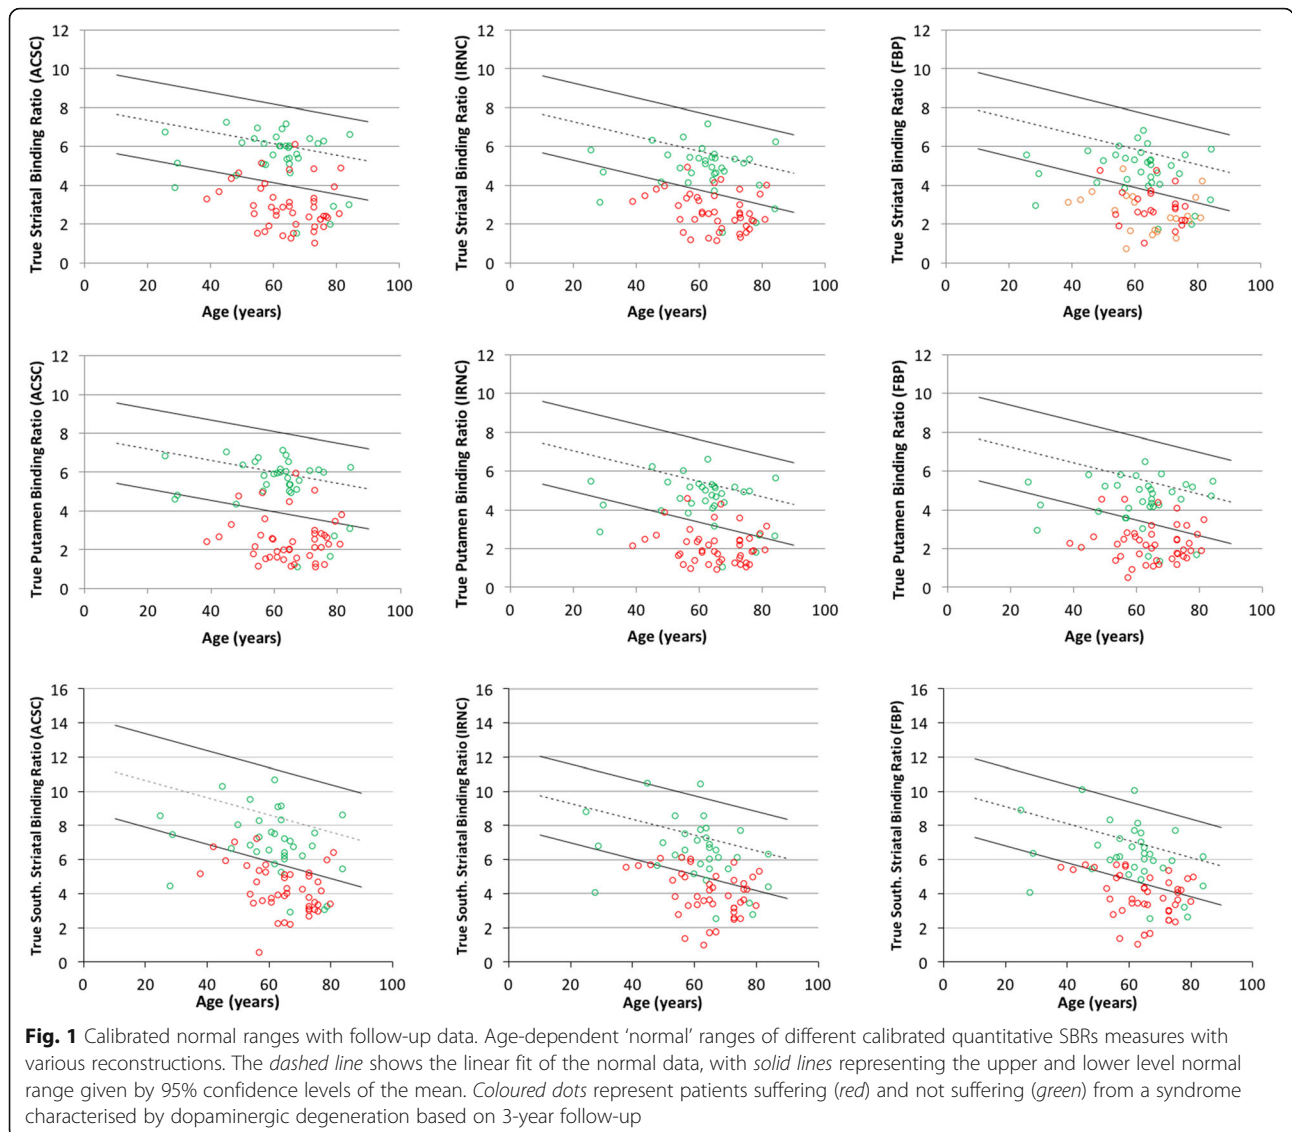 12
10
8
6
4
2
0
True Striatal Binding Ratio (ACSC)
0 20 40 60 80 100
Age (years)
12
10
8
6
4
2
0
True Striatal Binding Ratio (IRNC)
0 20 40 60 80 100
Age (years)
12
10
8
6
4
2
0
True Striatal Binding Ratio (FBP)
0 20 40 60 80 100
Age (years)
12
10
8
6
4
2
0
True Putamen Binding Ratio (ACSC)
0 20 40 60 80 100
Age (years)
12
10
8
6
4
2
0
True Putamen Binding Ratio (IRNC)
0 20 40 60 80 100
Age (years)
12
10
8
6
4
2
0
True Putamen Binding Ratio (FBP)
0 20 40 60 80 100
Age (years)
16
14
12
10
8
6
4
2
0
True South. Striatal Binding Ratio (ACSC)
0 20 40 60 80 100
Age (years)
16
14
12
10
8
6
4
2
0
True South. Striatal Binding Ratio (IRNC)
0 20 40 60 80 100
Age (years)
16
14
12
10
8
6
4
2
0
True South. Striatal Binding Ratio (FBP)
0 20 40 60 80 100
Age (years)
Fig. 1 Calibrated normal ranges with follow-up data. Age-dependent ‘normal’ ranges of different calibrated quantitative SBRs measures with
various reconstructions. The dashed line shows the linear fit of the normal data, with solid lines representing the upper and lower level normal
range given by 95% confidence levels of the mean. Coloured dots represent patients suffering (red) and not suffering (green) from a syndrome
characterised by dopaminergic degeneration based on 3-year follow-up